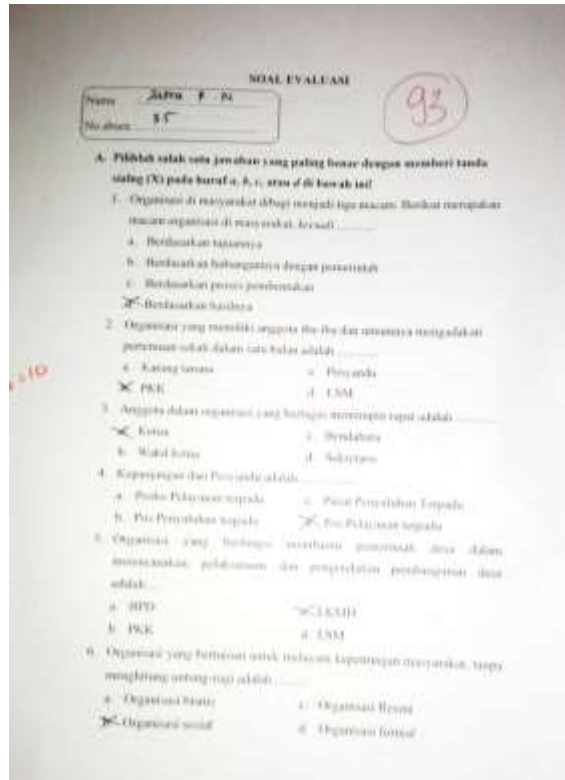 SOAL EVALUASI
Nama
No absen 35
93
A. Pilihlah salah satu jawaban yang paling benar dengan memberi tanda
silang (X) pada huruf a, b, c, atau d di bawah ini!
1. Organisasi di masyarakat dibagi menjadi tiga macam. Berikut merupakan
macam organisasi di masyarakat, kecuali
a. Berdasarkan tujuannya
b. Berdasarkan hubungannya dengan pemerintah
c. Berdasarkan proses pembentukan
Berdasarkan hasilnya
2. Organisasi yang memiliki anggota ibu-ibu dan umumnya mengadakan
pertemuan sekali dalam satu bulan adalah
a. Karang taruna c. Posyandu
PKK d. LSM
=10
3. Anggota dalam organisasi yang bertugas memimpin rapat adalah
Ketua c. Bendahara
b. Wakil ketua d. Sekretaris
4. Kepanjangan dari Posyandu adalah
a. Posko Pelayanan terpadu c. Pusat Penyuluhan Terpadu
b. Pos Penyuluhan terpadu Pos Pelayanan terpadu
5. Organisasi yang bertugas membantu pemerintah desa dalam
merencanakan, pelaksanaan dan pengendalian pembangunan desa
adalah
a. BPD LKMD
b. PKK d. LSM
6. Organisasi yang bertujuan untuk melayani kepentingan masyarakat, tanpa
menghitung untung-rugi adalah
a. Organisasi bisnis c. Organisasi Resmi
Organisasi sosial d. Organisasi formal